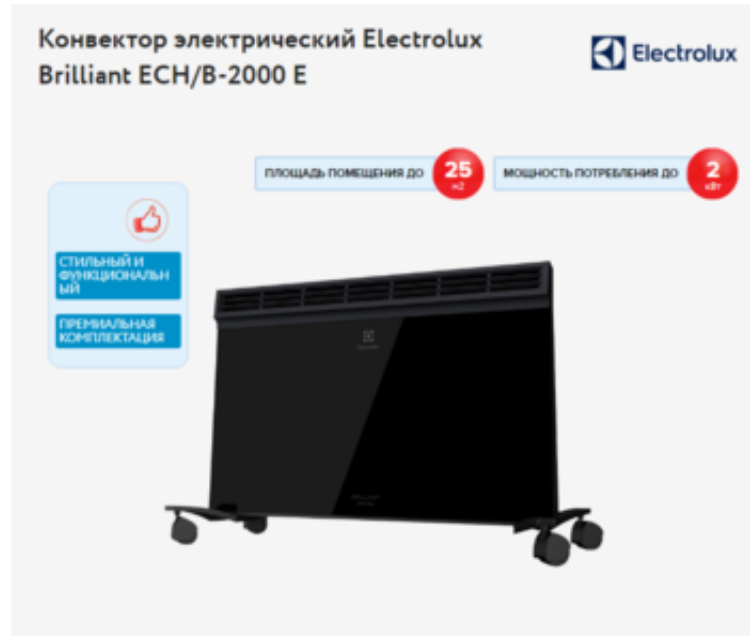 Конвектор электрический Electrolux
Brilliant ECH/B-2000 E
Electrolux
ПЛОЩАДЬ ПОМЕЩЕНИЯ ДО
25
м2
МОЩНОСТЬ ПОТРЕБЛЕНИЯ ДО
2
кВт
СТИЛЬНЫЙ И
ФУНКЦИОНАЛЬН
ЫЙ
ПРЕМИАЛЬНАЯ
КОМПЛЕКТАЦИЯ